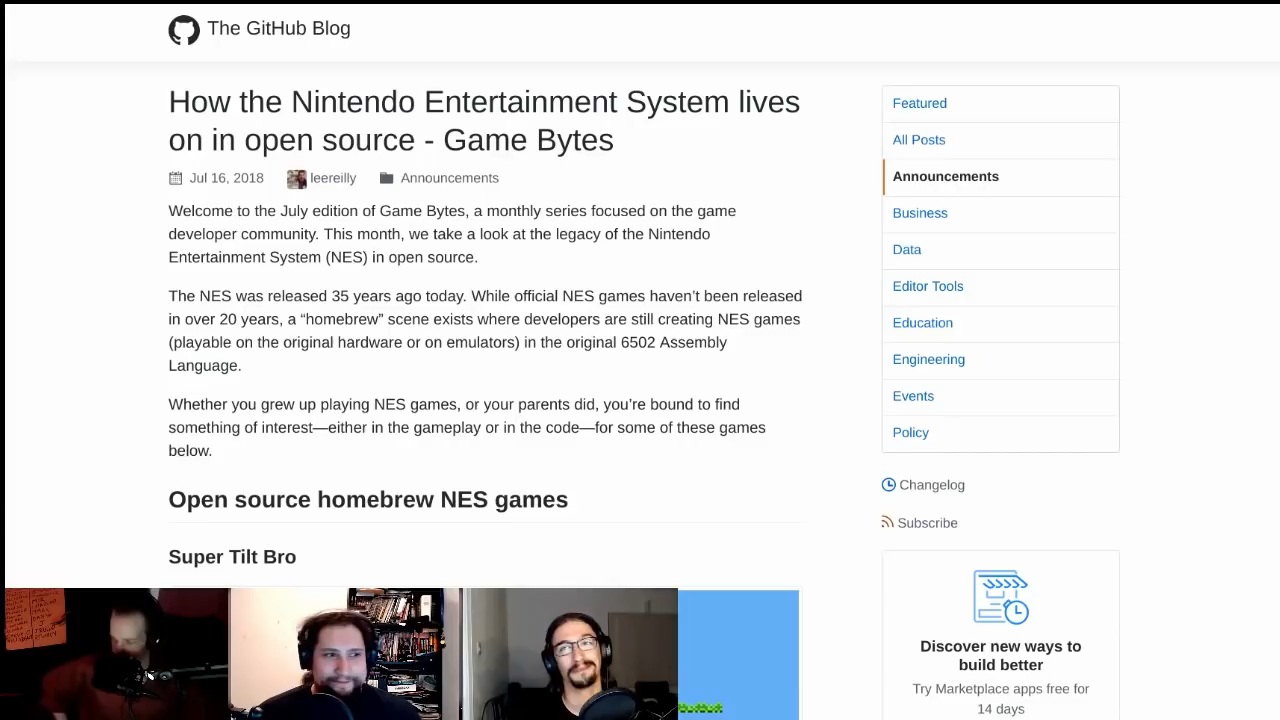 The GitHub Blog
How the Nintendo Entertainment System lives
on in open source - Game Bytes
Jul 16, 2018 leereilly Announcements
Welcome to the July edition of Game Bytes, a monthly series focused on the game
developer community. This month, we take a look at the legacy of the Nintendo
Entertainment System (NES) in open source.
The NES was released 35 years ago today. While official NES games haven’t been released
in over 20 years, a “homebrew” scene exists where developers are still creating NES games
(playable on the original hardware or on emulators) in the original 6502 Assembly
Language.
Whether you grew up playing NES games, or your parents did, you’re bound to find
something of interest—either in the gameplay or in the code—for some of these games
below.
Open source homebrew NES games
Super Tilt Bro
Featured
All Posts
Announcements
Business
Data
Editor Tools
Education
Engineering
Events
Policy
Changelog
Subscribe
Discover new ways to
build better
Try Marketplace apps free for
14 days